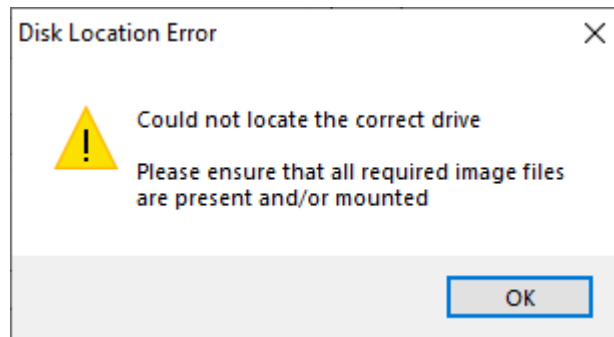 Disk Location Error
Could not locate the correct drive
Please ensure that all required image files
are present and/or mounted
OK